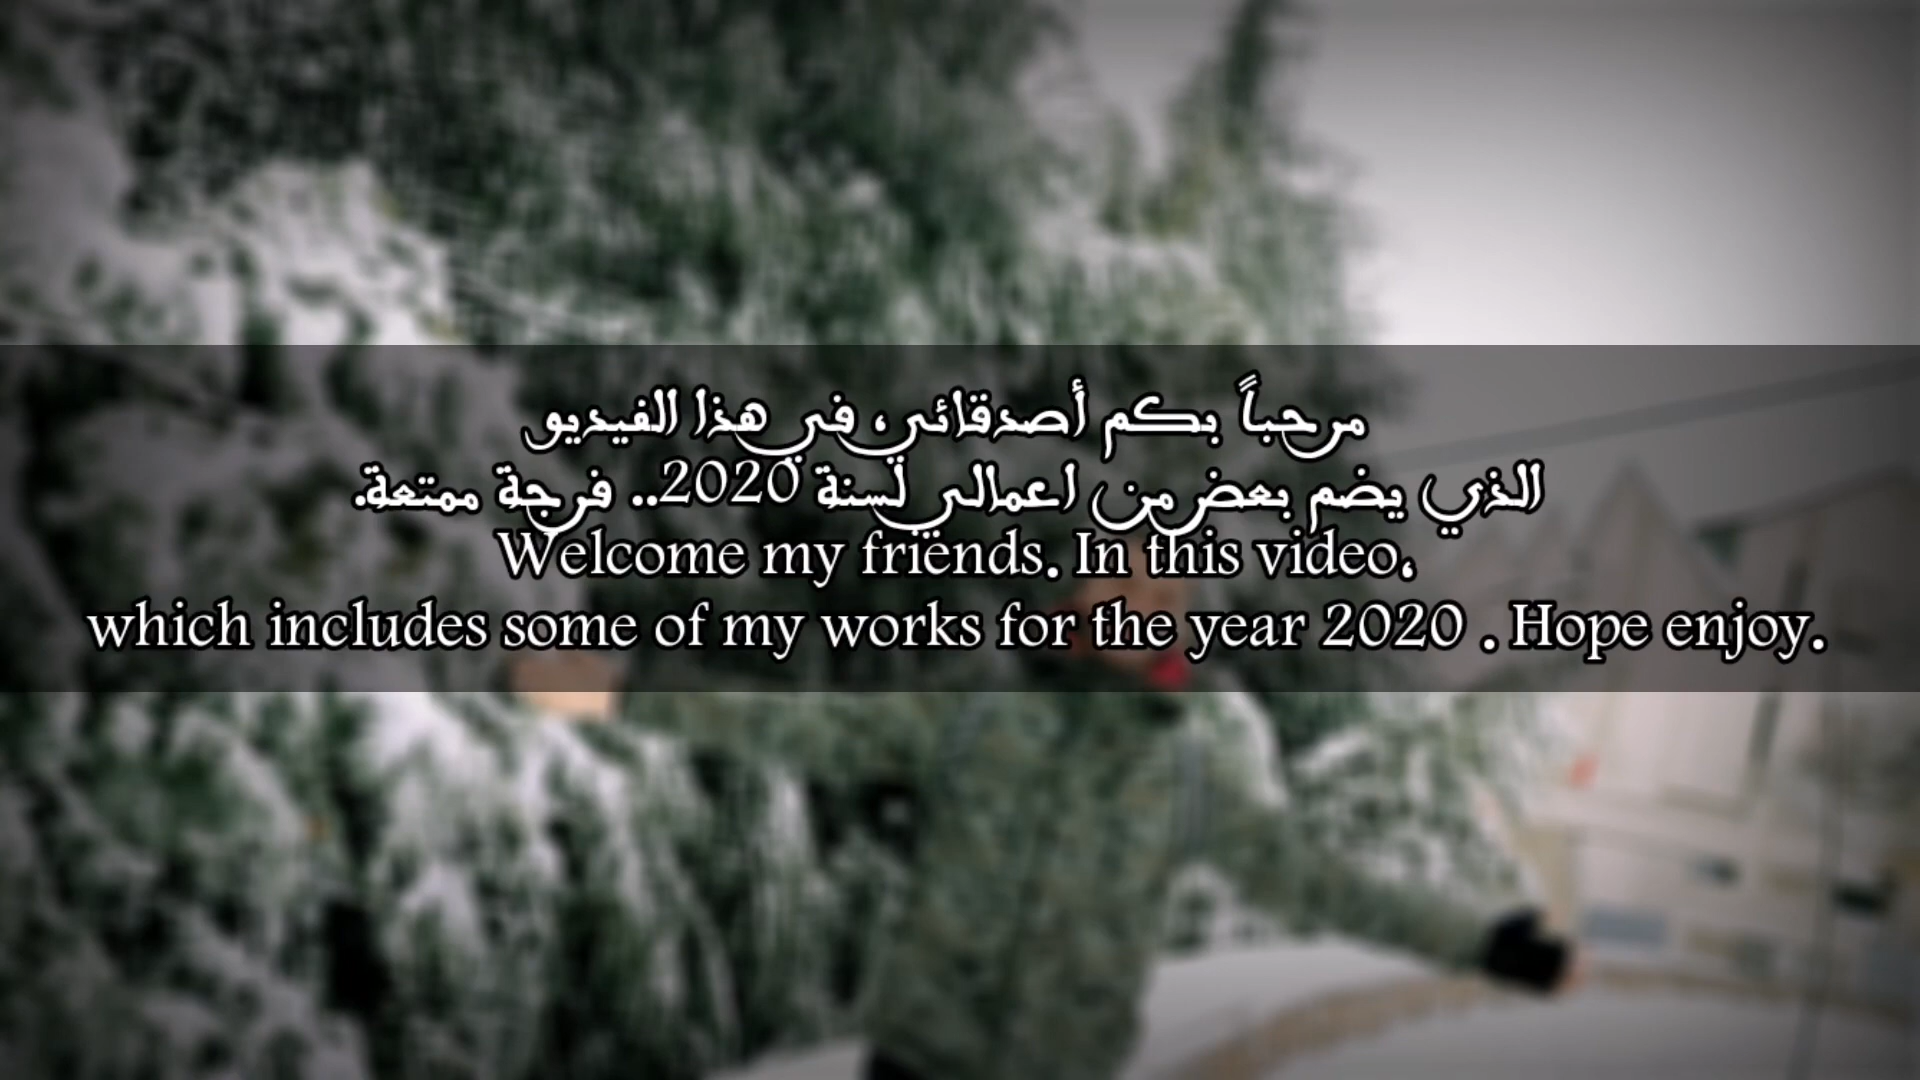 مرحباً بكم أصدقائي، في هذا الفيديو
الذي يضم بعض من اعمالي لسنة 2020.. فرجة ممتعة.
Welcome my friends. In this video،
which includes some of my works for the year 2020 . Hope enjoy.